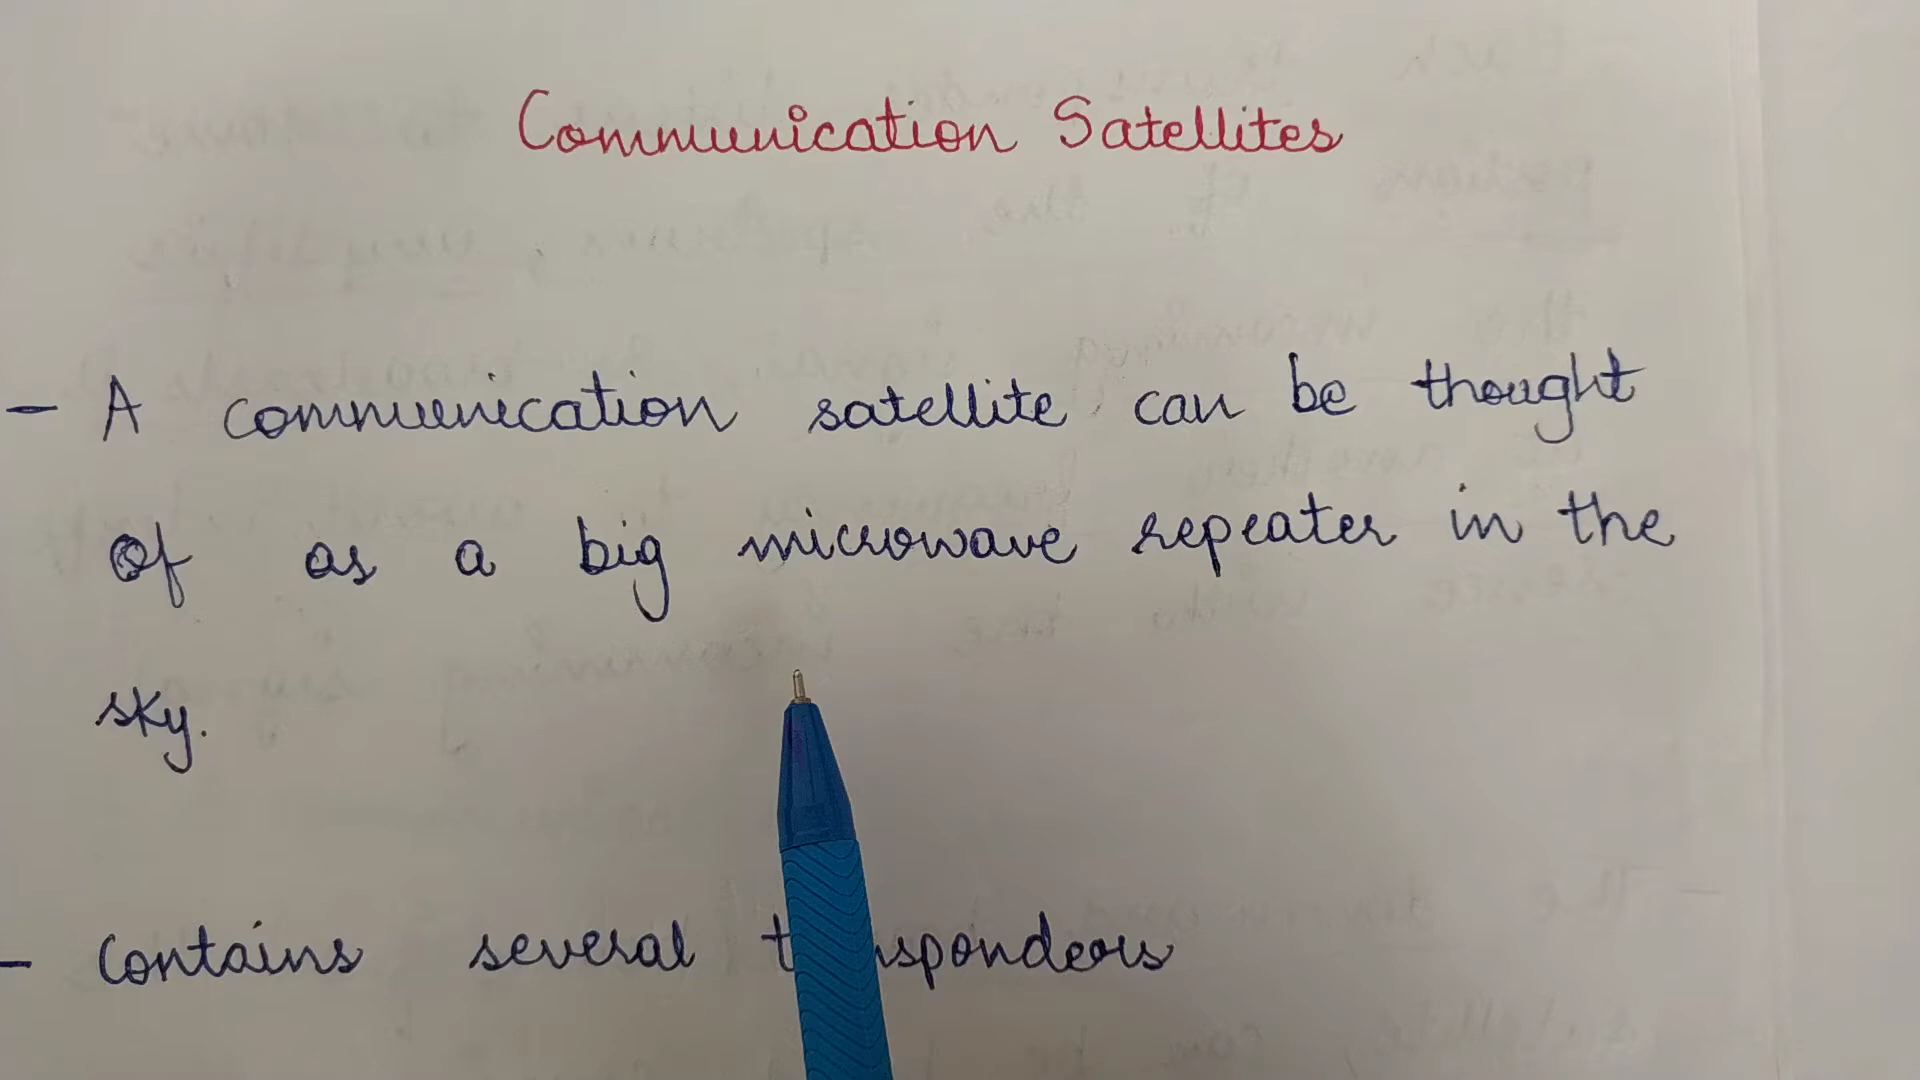 Communication Satellites
- A communication satellite can be thought
of as a big microwave repeater in the
sky.
- Contains several